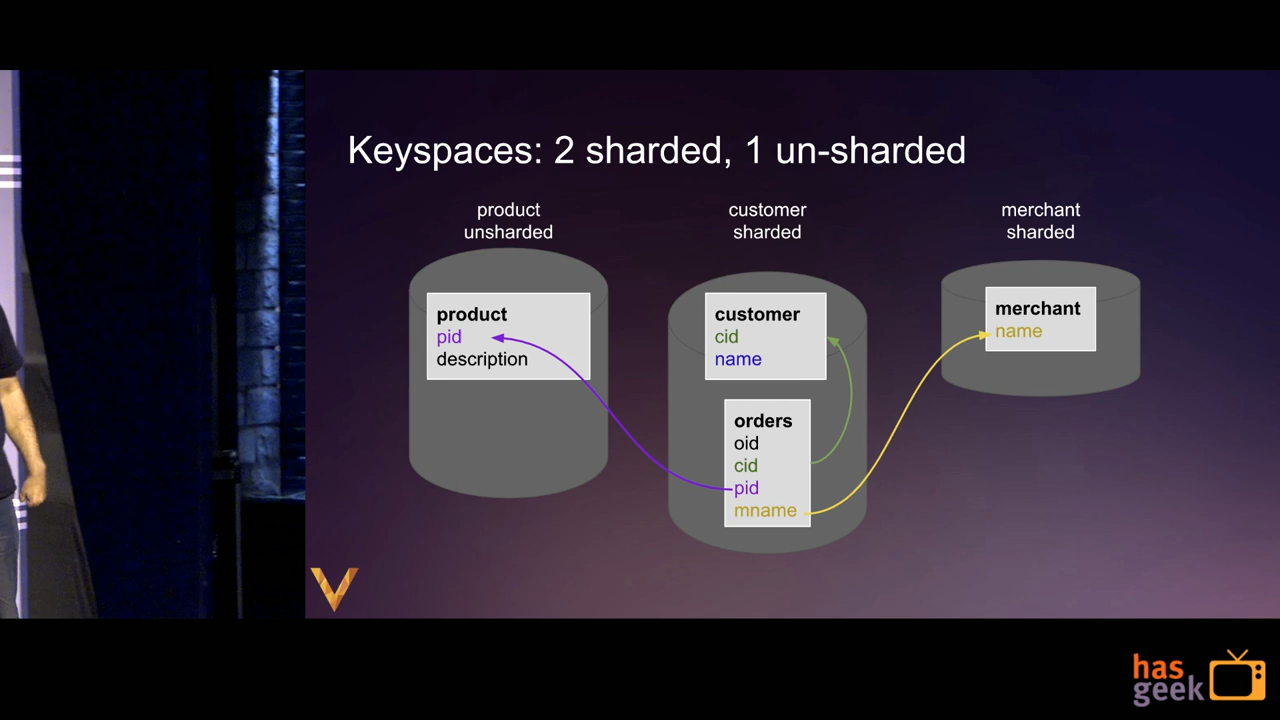 Keyspaces: 2 sharded, 1 un-sharded
product
unsharded
customer
sharded
merchant
sharded
product
pid
description
customer
cid
name
orders
oid
cid
pid
mname
merchant
name
has
geek